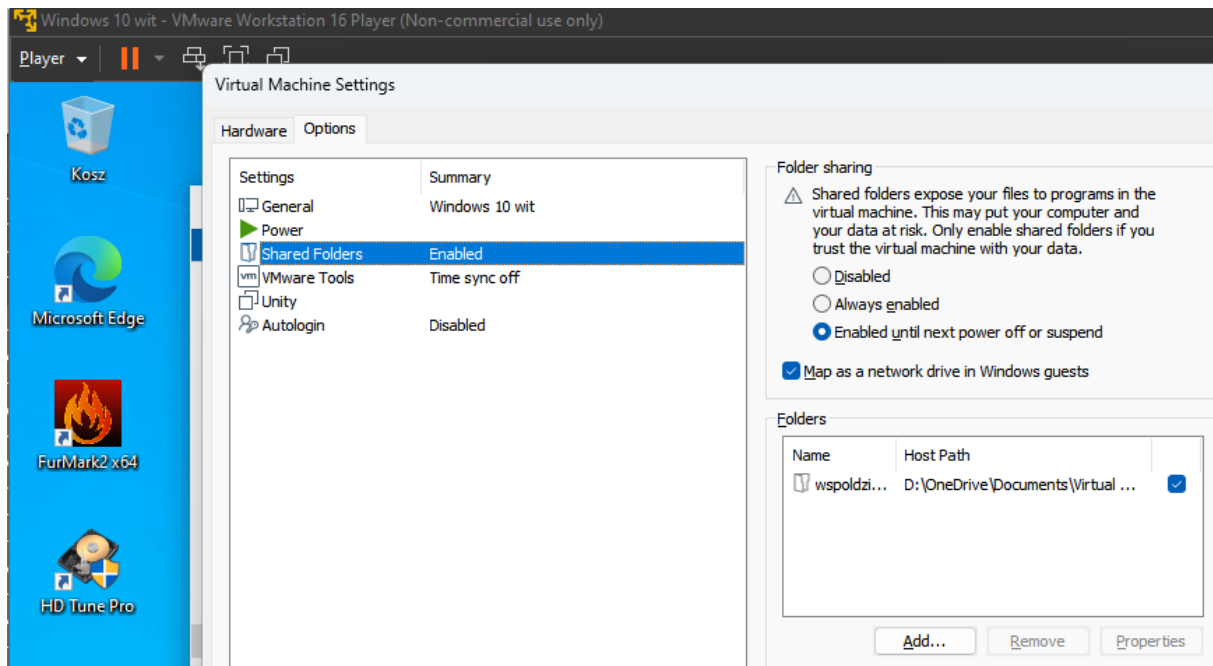 Windows 10 wit - VMware Workstation 16 Player (Non-commercial use only)
Player
Virtual Machine Settings
Hardware Options
Kosz
Microsoft Edge
FurMark2 x64
HD Tune Pro
Settings Summary
General Windows 10 wit
Power
Shared Folders Enabled
vm VMware Tools Time sync off
Unity
Autologin Disabled
Folder sharing
Shared folders expose your files to programs in the
virtual machine. This may put your computer and
your data at risk. Only enable shared folders if you
trust the virtual machine with your data.
Disabled
Always enabled
Enabled until next power off or suspend
Map as a network drive in Windows guests
Folders
Name Host Path
wspoldzi... D:\OneDrive\Documents\Virtual ...
Add... Remove Properties